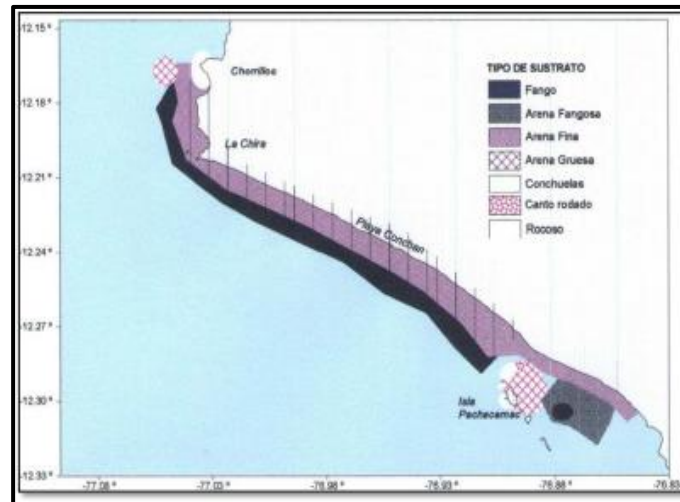 -12.15 °
-12.18 °
-12.21 °
-12.24 °
-12.27 °
-12.30 °
-12.33 °
Chorrillos
La Chira
Playa Conchan
Isla
Pachacamac
TIPO DE SUSTRATO
Fango
Arena Fangosa
Arena Fina
Arena Gruesa
Conchuelas
Canto rodado
Rocoso
-77.08 °
-77.03 °
-76.98 °
-76.93 °
-76.88 °
-76.83